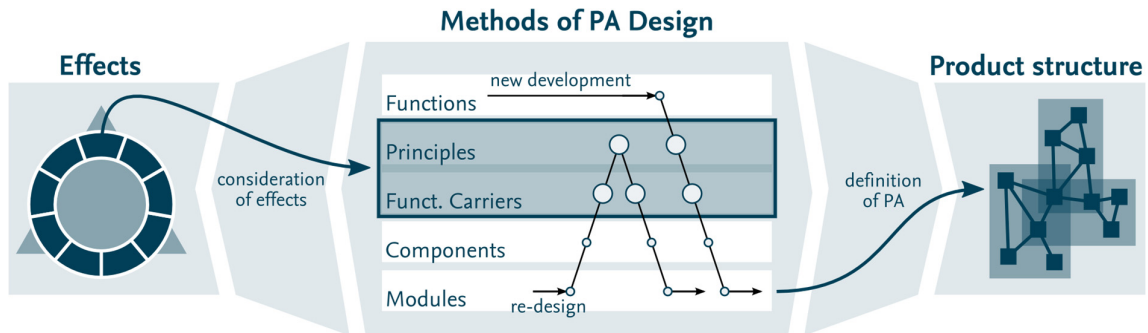 Methods of PA Design
Effects
Product structure
new development
Functions
Principles
consideration
of effects
definition
of PA
Funct. Carriers
Components
Modules
re-design